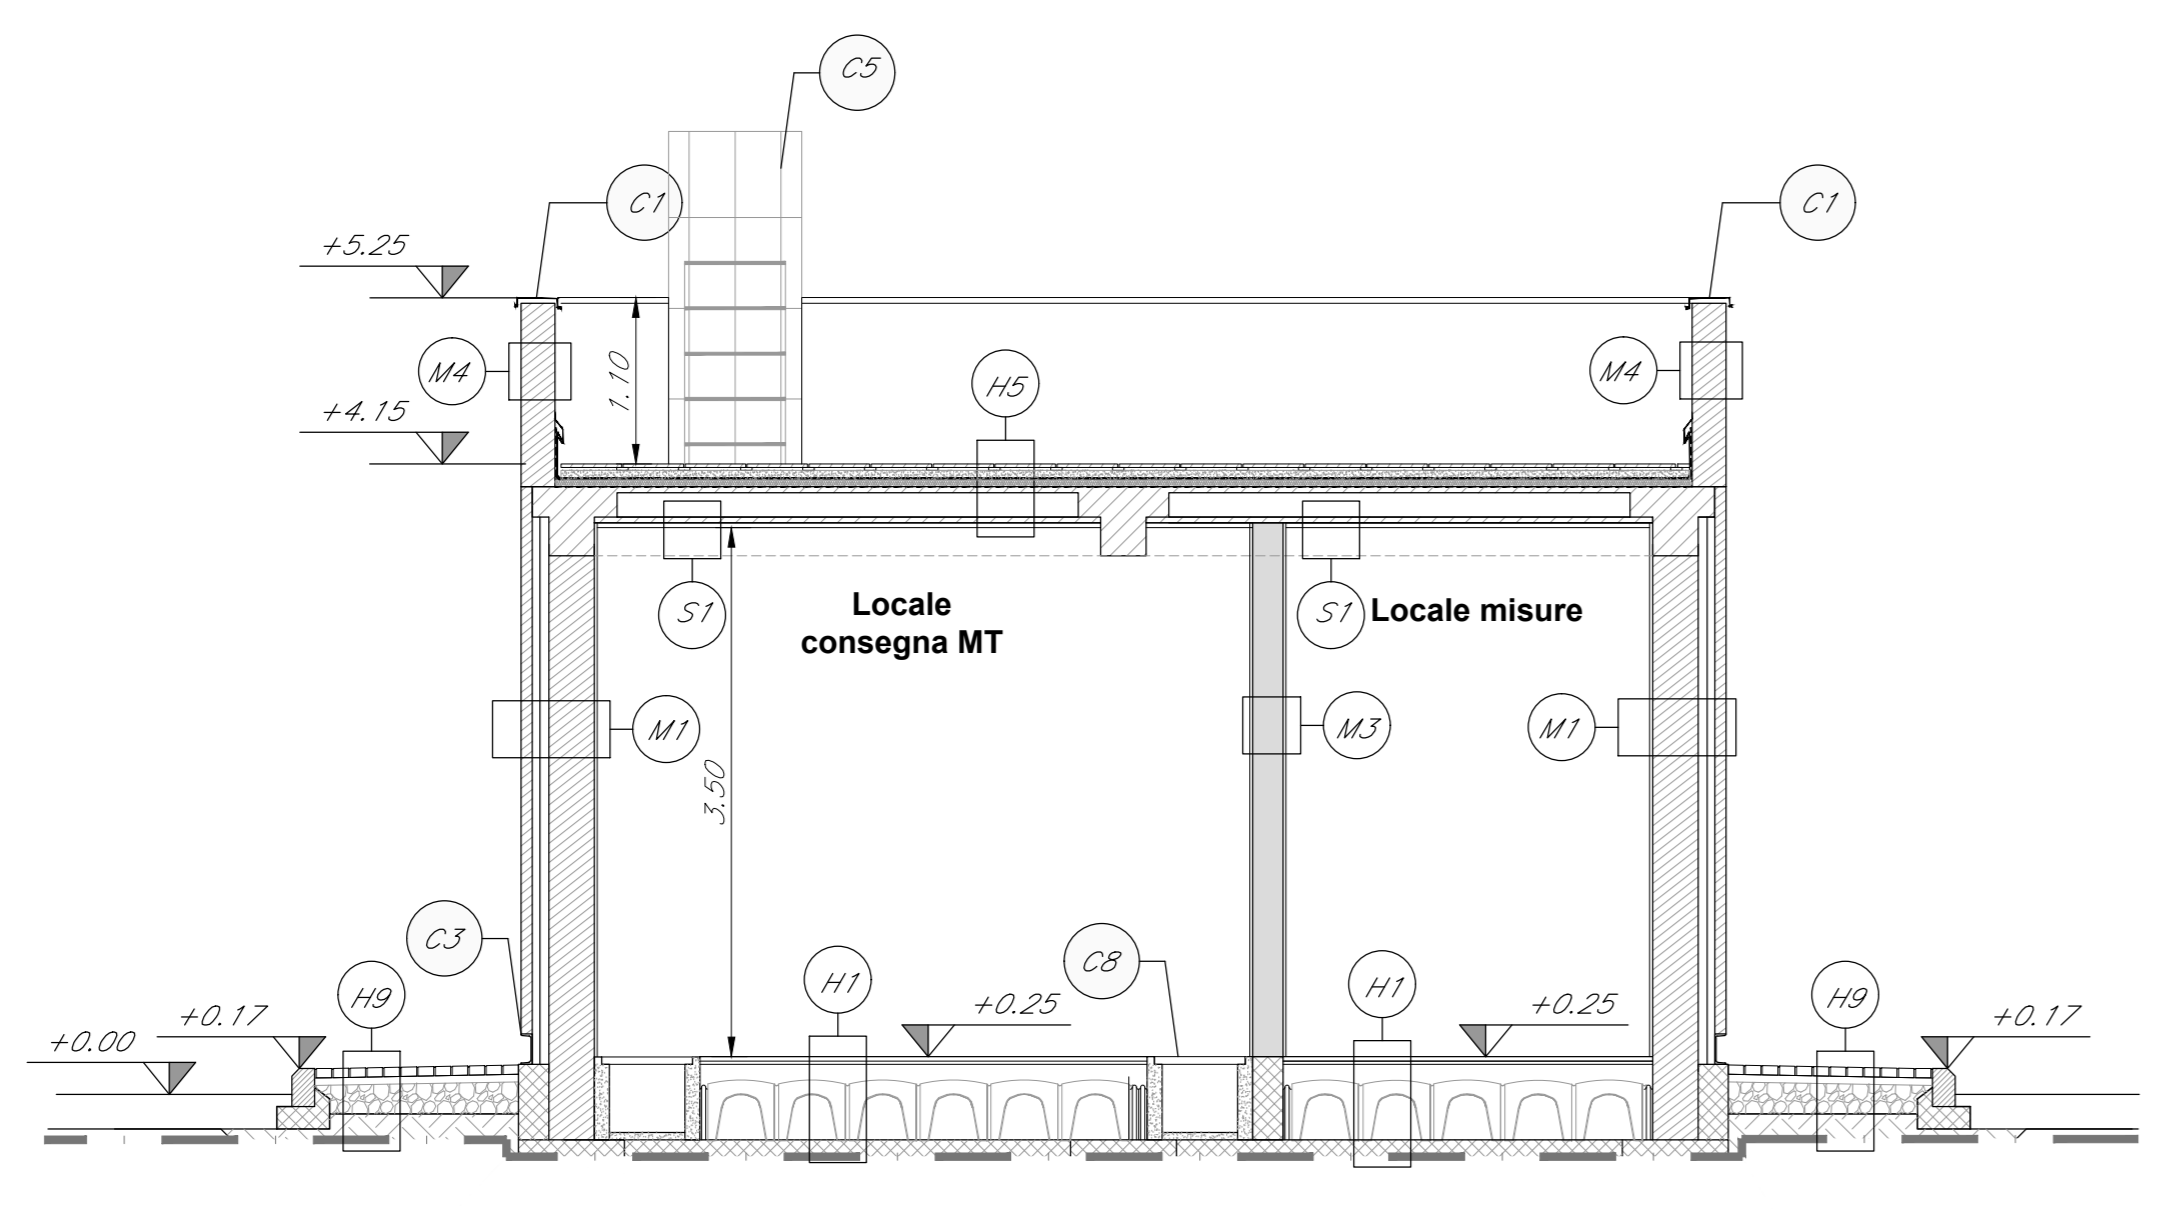 C5
C1
C1
+5.25
M4
1.10
H5
M4
+4.15
S1
Locale
consegna MT
S1
Locale misure
M1
M3
M1
3.50
C3
C8
H9
H1
+0.25
H1
+0.25
H9
+0.17
+0.17
+0.00